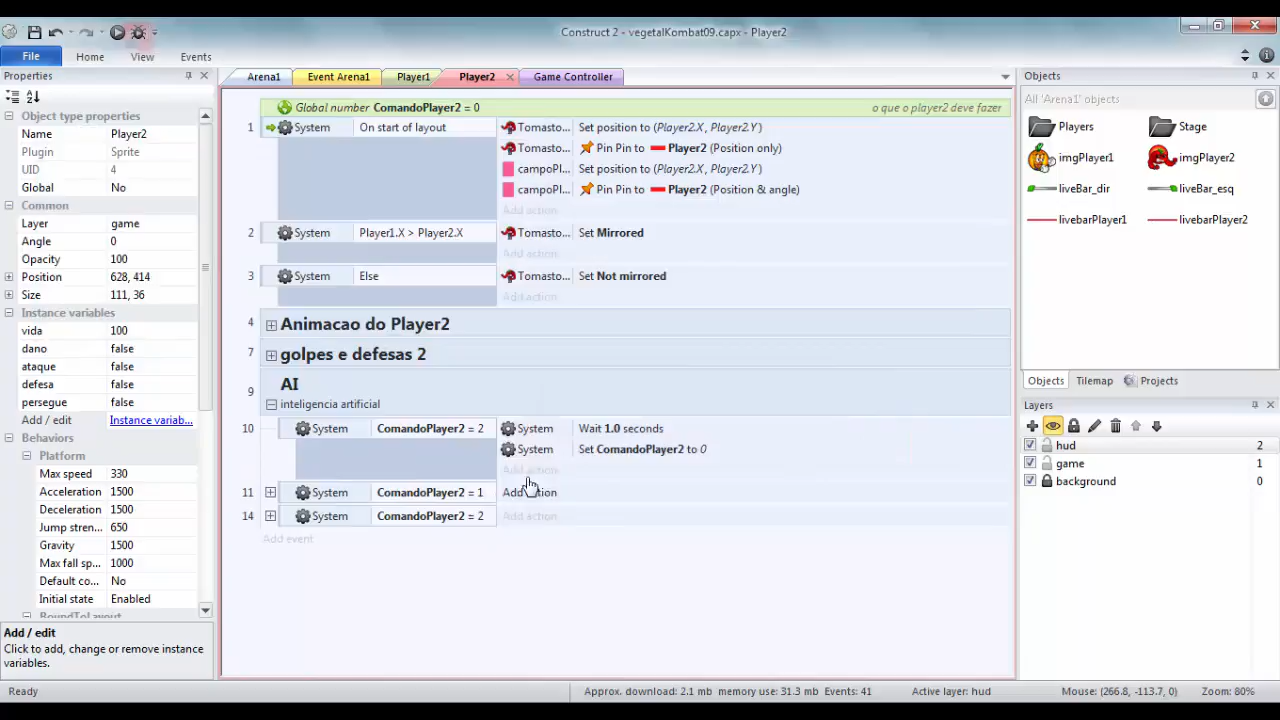 Construct 2 - vegetalKombat09.capx - Player2
File Home View Events
Properties
Arena1 Event Arena1 Player1 Player2 Game Controller
Objects
Object type properties
Name Player2
Plugin Sprite
UID 4
Global No
Common
Layer game
Angle 0
Opacity 100
Position 628, 414
Size 111, 36
Instance variables
vida 100
dano false
ataque false
defesa false
persegue false
Add / edit Instance variab...
Behaviors
Platform
Max speed 330
Acceleration 1500
Deceleration 1500
Jump stren... 650
Gravity 1500
Max fall sp... 1000
Default co... No
Initial state Enabled
BoundToLayout
Add / edit
Click to add, change or remove instance
variables.
Global number ComandoPlayer2 = 0 o que o player2 deve fazer
1 System On start of layout Tomasto... Set position to (Player2.X, Player2.Y)
Tomasto... Pin Pin to Player2 (Position only)
campoPl... Set position to (Player2.X, Player2.Y)
campoPl... Pin Pin to Player2 (Position & angle)
Add action
2 System Player1.X > Player2.X Tomasto... Set Mirrored
Add action
3 System Else Tomasto... Set Not mirrored
Add action
4 Animacao do Player2
7 golpes e defesas 2
9 AI
inteligencia artificial
10 System ComandoPlayer2 = 2 System Wait 1.0 seconds
System Set ComandoPlayer2 to 0
Add action
11 System ComandoPlayer2 = 1 Add action
14 System ComandoPlayer2 = 2 Add action
Add event
All 'Arena1' objects
Players Stage
imgPlayer1 imgPlayer2
liveBar_dir liveBar_esq
livebarPlayer1 livebarPlayer2
Objects Tilemap Projects
Layers
hud 2
game 1
background 0
Ready Approx. download: 2.1 mb memory use: 31.3 mb Events: 41 Active layer: hud Mouse: (266.8, -113.7, 0) Zoom: 80%